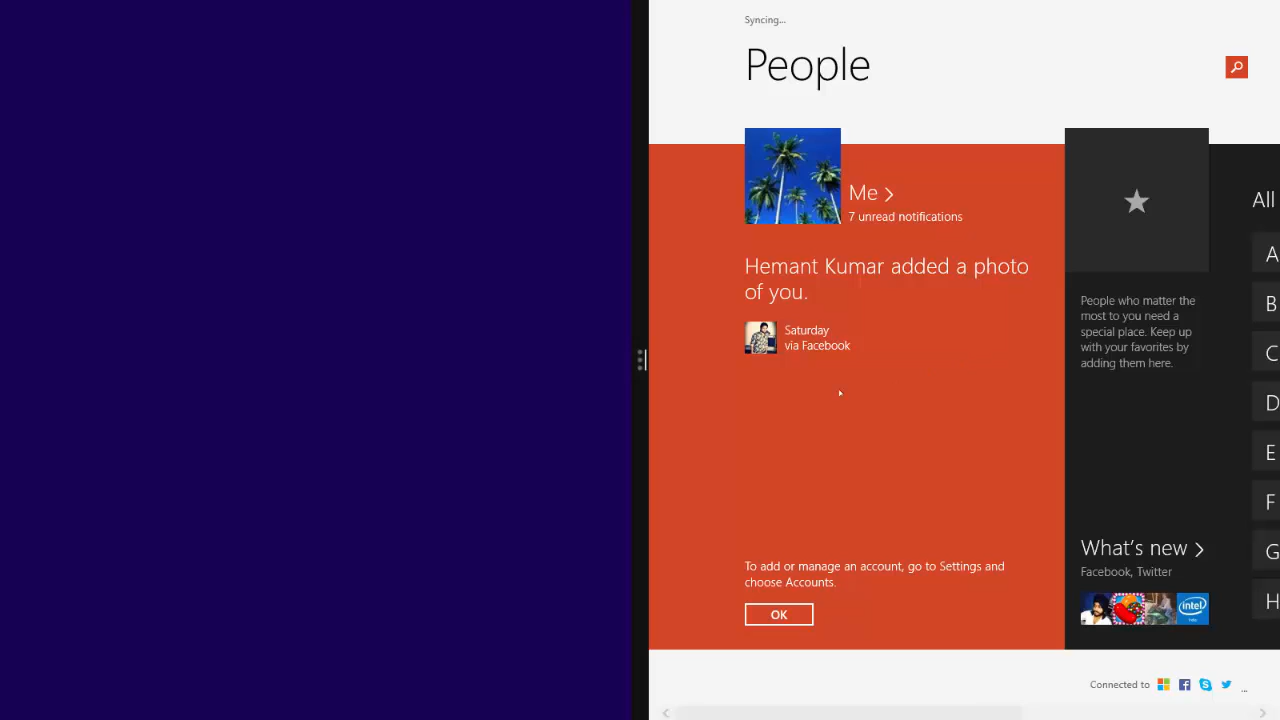 Syncing...
People
Me
7 unread notifications
Hemant Kumar added a photo
of you.
Saturday
via Facebook
To add or manage an account, go to Settings and
choose Accounts.
OK
People who matter the
most to you need a
special place. Keep up
with your favorites by
adding them here.
What's new
Facebook, Twitter
intel
All
A
B
C
D
E
F
G
H
Connected to
...